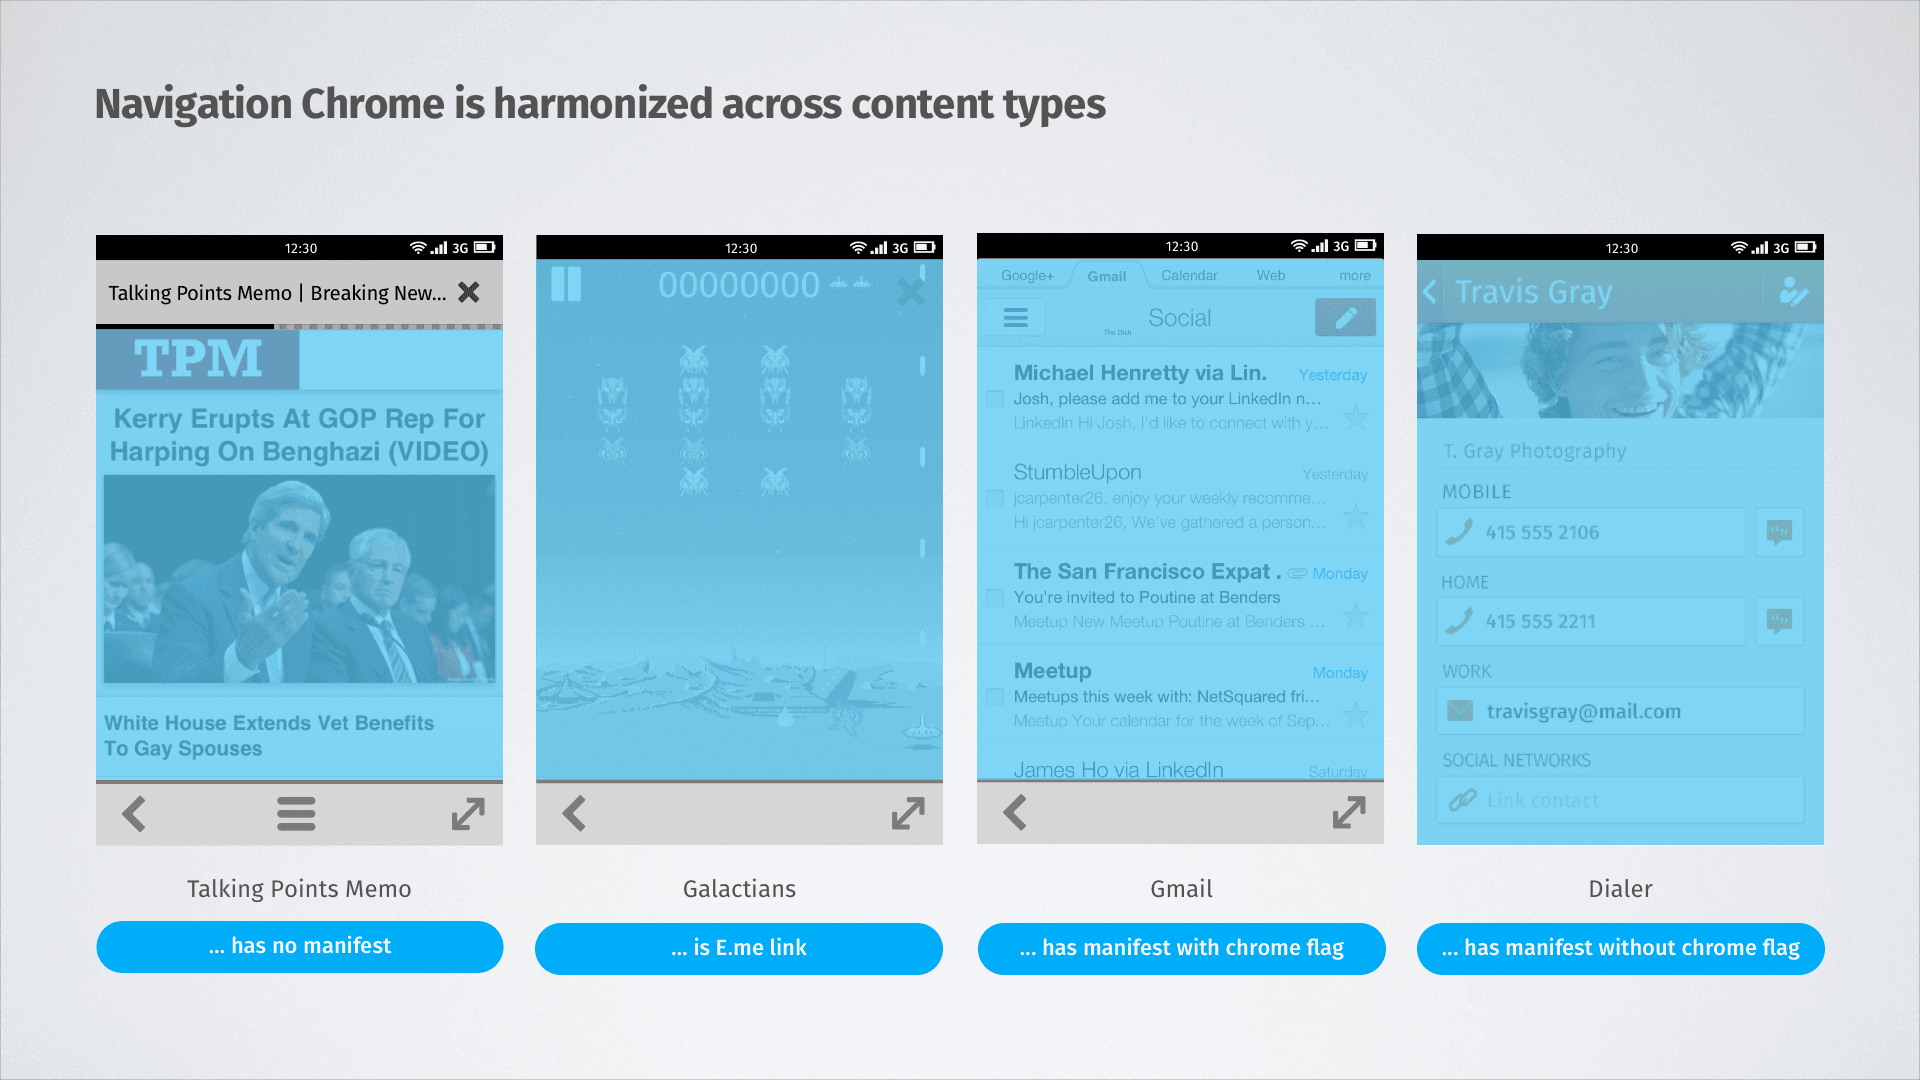 Navigation Chrome is harmonized across content types
12:30
3G
Talking Points Memo | Breaking New...
TPM
Kerry Erupts At GOP Rep For
Harping On Benghazi (VIDEO)
White House Extends Vet Benefits
To Gay Spouses
Talking Points Memo
... has no manifest
12:30
3G
00000000
Galactians
... is E.me link
12:30
3G
Google+ Gmail Calendar Web more
The Dish
Social
Michael Henretty via Lin. Yesterday
Josh, please add me to your LinkedIn n...
LinkedIn Hi Josh, I'd like to connect with y...
StumbleUpon Yesterday
jcarpenter26, enjoy your weekly recomme...
Hi jcarpenter26, We've gathered a person...
The San Francisco Expat . Monday
You're invited to Poutine at Benders
Meetup New Meetup Poutine at Benders ...
Meetup Monday
Meetups this week with: NetSquared fri...
Meetup Your calendar for the week of Sep...
James Ho via LinkedIn Saturday
Gmail
... has manifest with chrome flag
12:30
3G
Travis Gray
T. Gray Photography
MOBILE
415 555 2106
HOME
415 555 2211
WORK
travisgray@mail.com
SOCIAL NETWORKS
Link contact
Dialer
... has manifest without chrome flag